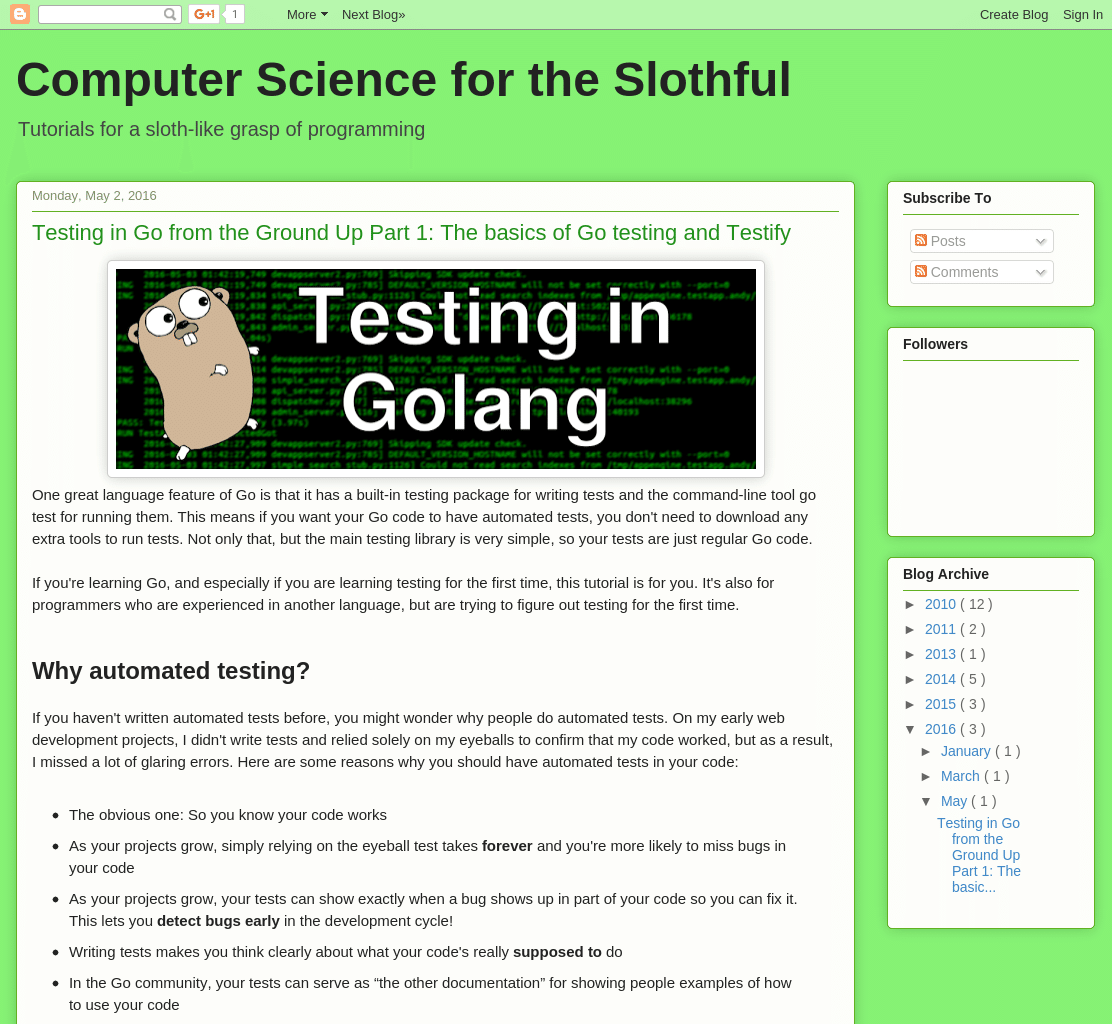 1 More Next Blog» Create Blog Sign In
Computer Science for the Slothful
Tutorials for a sloth-like grasp of programming
Monday, May 2, 2016
Testing in Go from the Ground Up Part 1: The basics of Go testing and Testify
Testing in
Golang
One great language feature of Go is that it has a built-in testing package for writing tests and the command-line tool go
test for running them. This means if you want your Go code to have automated tests, you don't need to download any
extra tools to run tests. Not only that, but the main testing library is very simple, so your tests are just regular Go code.
If you're learning Go, and especially if you are learning testing for the first time, this tutorial is for you. It's also for
programmers who are experienced in another language, but are trying to figure out testing for the first time.
Why automated testing?
If you haven't written automated tests before, you might wonder why people do automated tests. On my early web
development projects, I didn't write tests and relied solely on my eyeballs to confirm that my code worked, but as a result,
I missed a lot of glaring errors. Here are some reasons why you should have automated tests in your code:
• The obvious one: So you know your code works
• As your projects grow, simply relying on the eyeball test takes forever and you're more likely to miss bugs in
your code
• As your projects grow, your tests can show exactly when a bug shows up in part of your code so you can fix it.
This lets you detect bugs early in the development cycle!
• Writing tests makes you think clearly about what your code's really supposed to do
• In the Go community, your tests can serve as “the other documentation” for showing people examples of how
to use your code
Subscribe To
Posts
Comments
Followers
Blog Archive
► 2010 ( 12 )
► 2011 ( 2 )
► 2013 ( 1 )
► 2014 ( 5 )
► 2015 ( 3 )
▼ 2016 ( 3 )
► January ( 1 )
► March ( 1 )
▼ May ( 1 )
Testing in Go
from the
Ground Up
Part 1: The
basic...